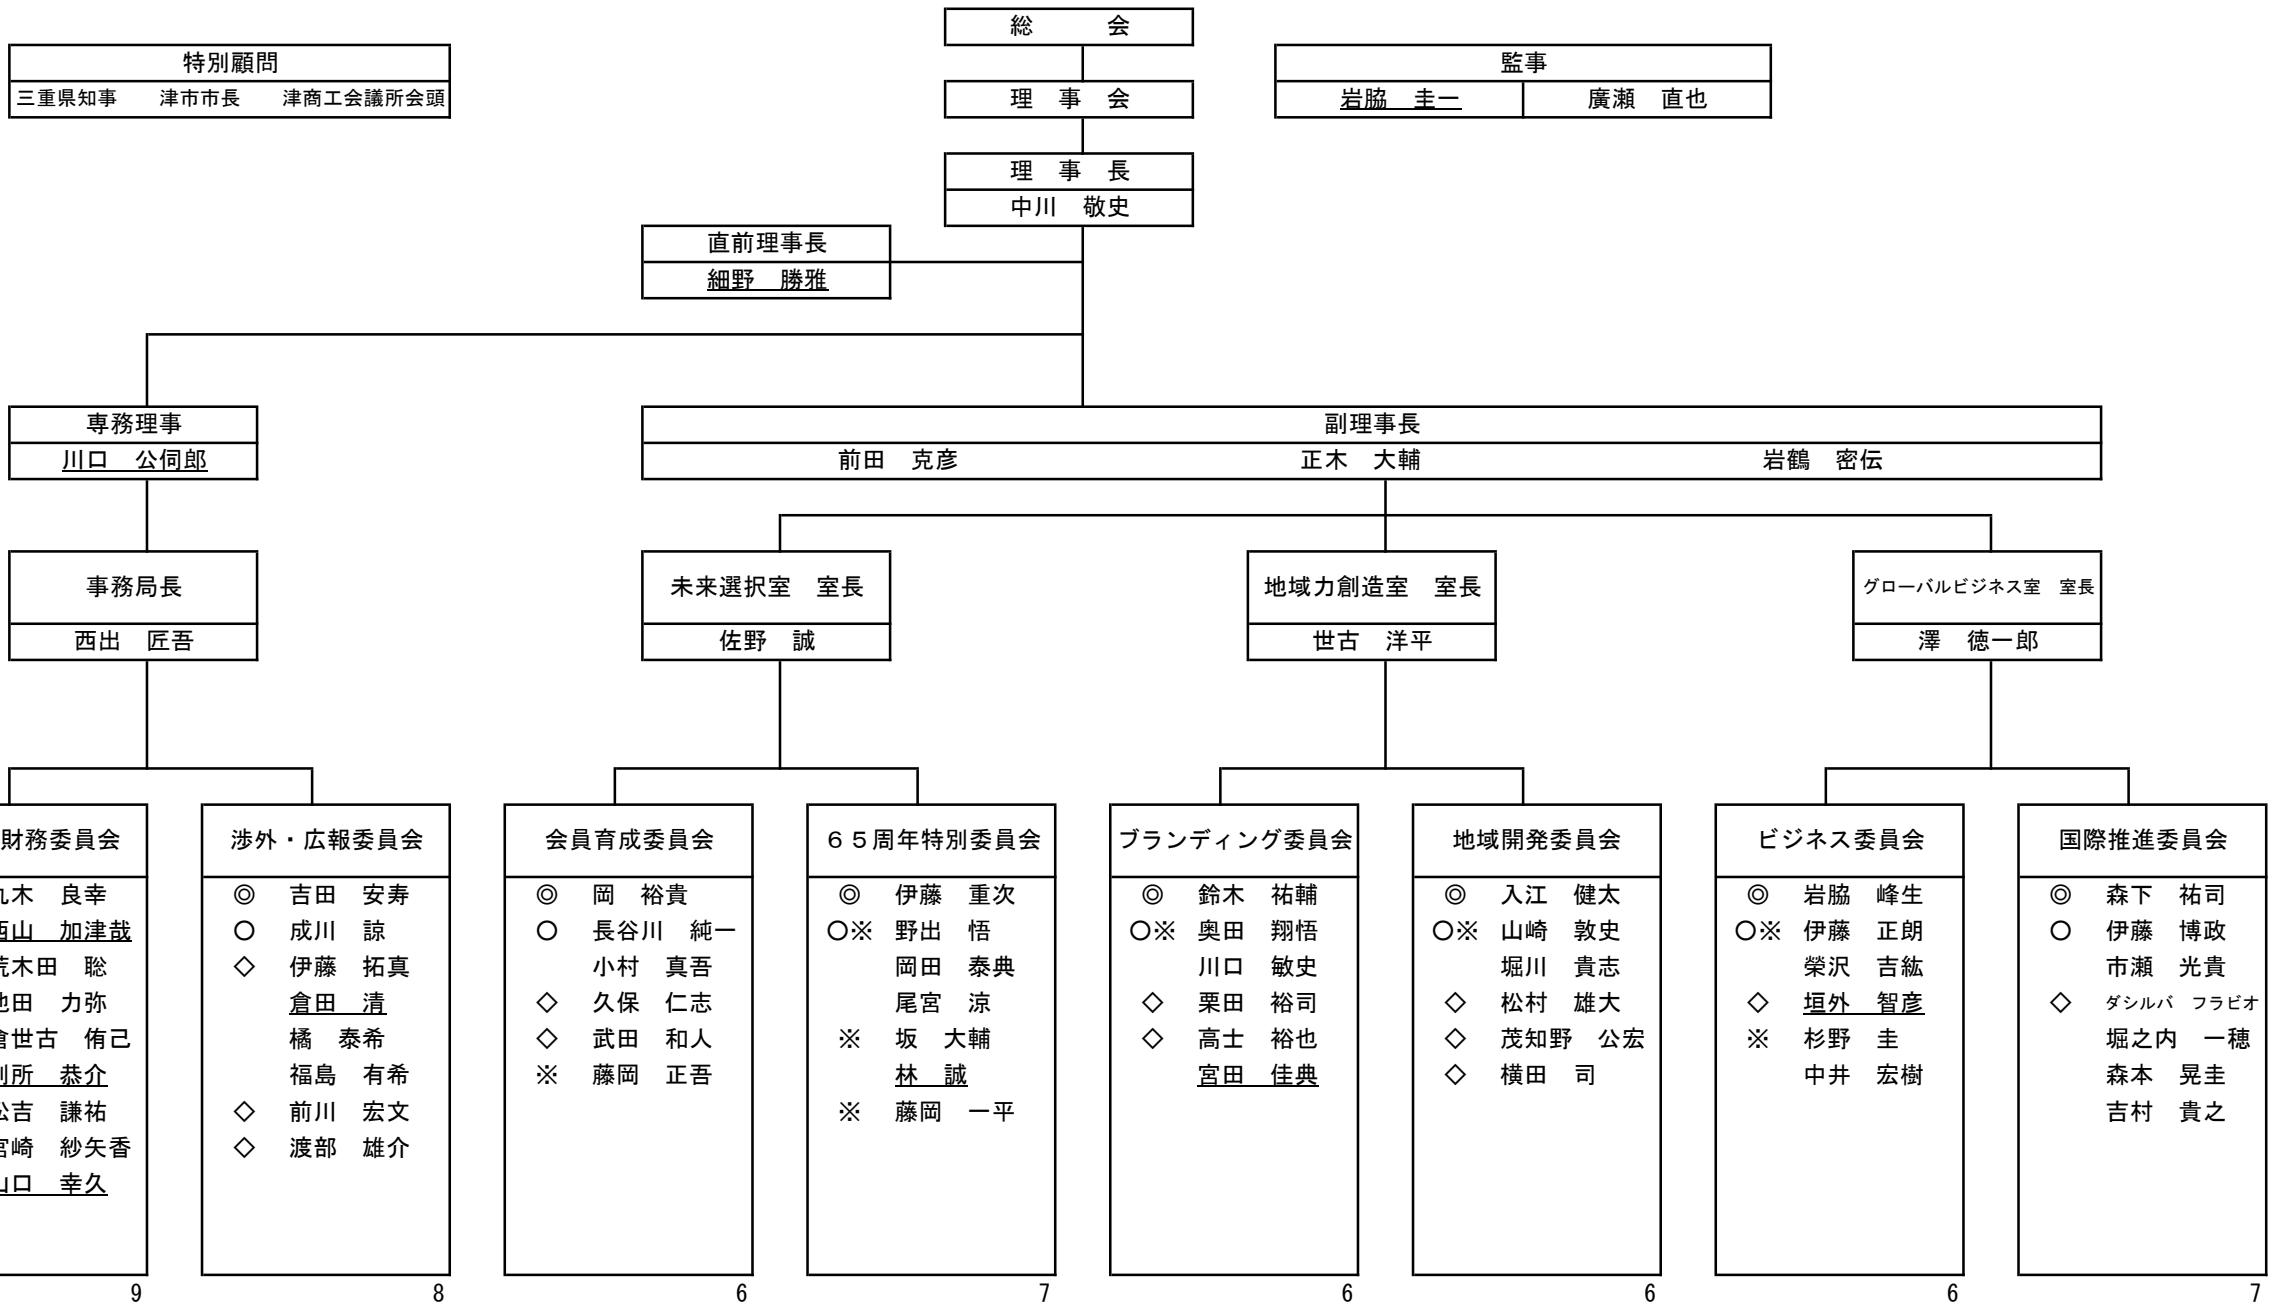 総　会
特別顧問
三重県知事　津市市長　津商工会議所会頭
監事
岩脇　圭一　廣瀬　直也
理　事　会
理　事　長
中川　敬史
直前理事長
細野　勝雅
専務理事
川口　公伺郎
副理事長
前田　克彦　正木　大輔　岩鶴　密伝
事務局長
西出　匠吾
未来選択室　室長
佐野　誠
地域力創造室　室長
世古　洋平
グローバルビジネス室　室長
澤　徳一郎
財務委員会
良幸
西山　加津哉
荒木田　聡
池田　力弥
世古　侑己
別所　恭介
松吉　謙祐
宮崎　紗矢香
山口　幸久
9
渉外・広報委員会
◎　吉田　安寿
○　成川　諒
◇　伊藤　拓真
倉田　清
橘　泰希
福島　有希
◇　前川　宏文
◇　渡部　雄介
8
会員育成委員会
◎　岡　裕貴
○　長谷川　純一
小村　真吾
◇　久保　仁志
◇　武田　和人
※　藤岡　正吾
6
６５周年特別委員会
◎　伊藤　重次
○※　野出　悟
岡田　泰典
尾宮　涼
※　坂　大輔
林　誠
※　藤岡　一平
7
ブランディング委員会
◎　鈴木　祐輔
○※　奥田　翔悟
川口　敏史
◇　栗田　裕司
◇　高士　裕也
宮田　佳典
6
地域開発委員会
◎　入江　健太
○※　山崎　敦史
堀川　貴志
◇　松村　雄大
◇　茂知野　公宏
◇　横田　司
6
ビジネス委員会
◎　岩脇　峰生
○※　伊藤　正朗
榮沢　吉紘
◇　垣外　智彦
※　杉野　圭
中井　宏樹
6
国際推進委員会
◎　森下　祐司
○　伊藤　博政
市瀬　光貴
◇　ダシルバ　フラビオ
堀之内　一穂
森本　晃圭
吉村　貴之
7